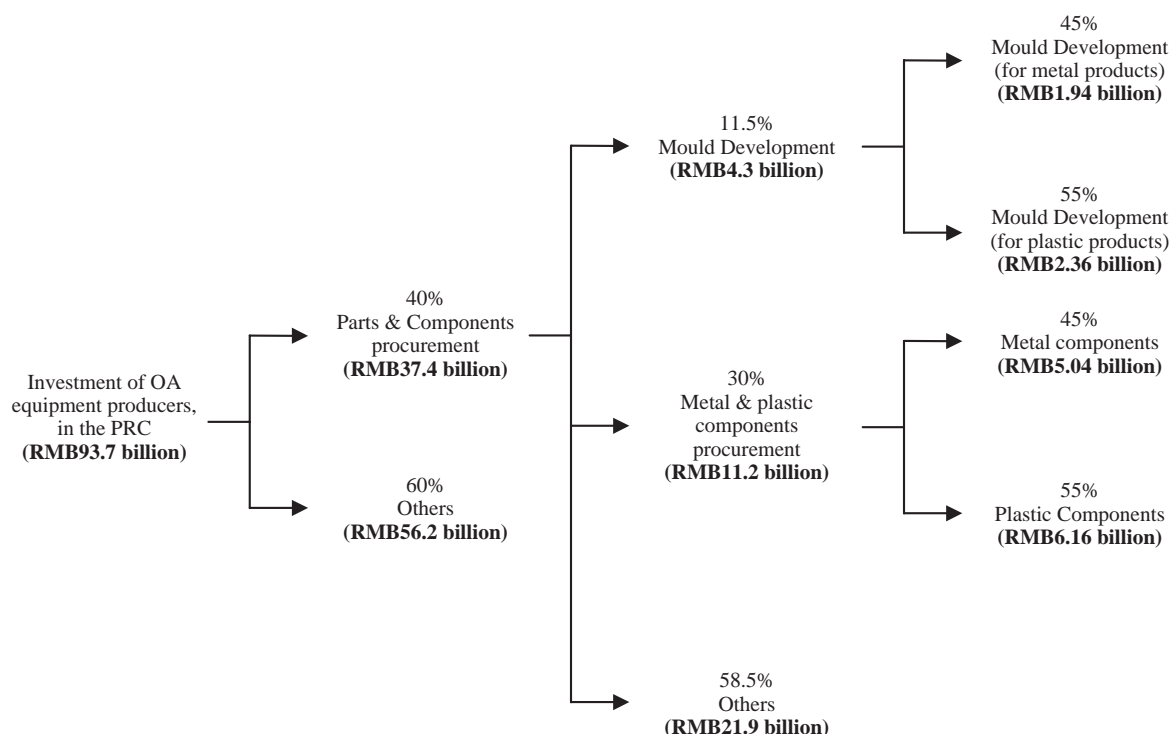 Investment of OA
equipment producers,
in the PRC
(RMB93.7 billion)
40%
Parts & Components
procurement
(RMB37.4 billion)
60%
Others
(RMB56.2 billion)
11.5%
Mould Development
(RMB4.3 billion)
30%
Metal & plastic
components
procurement
(RMB11.2 billion)
58.5%
Others
(RMB21.9 billion)
45%
Mould Development
(for metal products)
(RMB1.94 billion)
55%
Mould Development
(for plastic products)
(RMB2.36 billion)
45%
Metal components
(RMB5.04 billion)
55%
Plastic Components
(RMB6.16 billion)